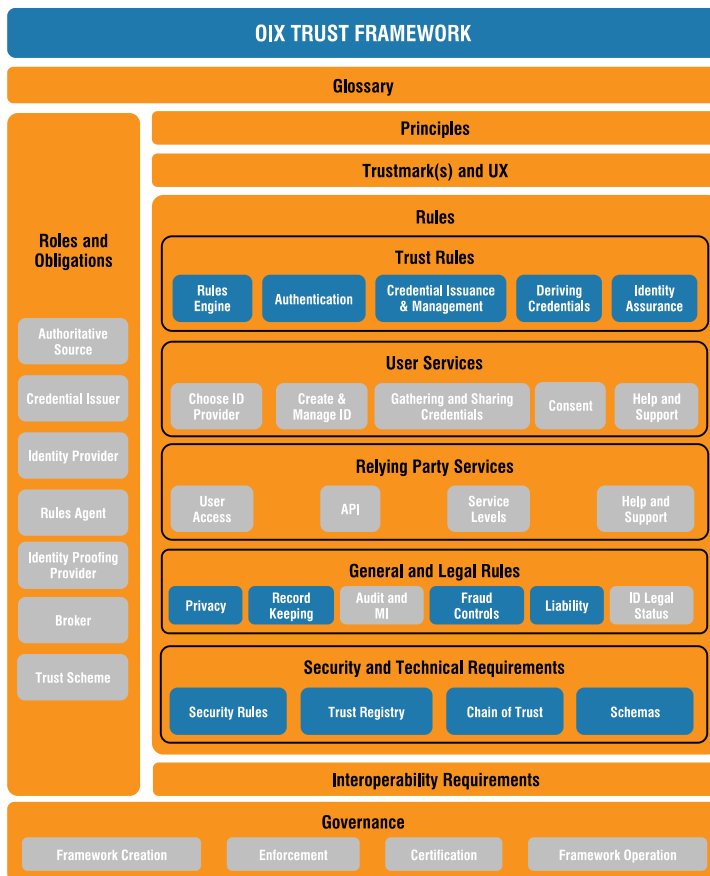 OIX TRUST FRAMEWORK
Glossary
Roles and
Obligations
Authoritative
Source
Credential Issuer
Identity Provider
Rules Agent
Identity Proofing
Provider
Broker
Trust Scheme
Principles
Trustmark(s) and UX
Rules
Trust Rules
Rules
Engine
Authentication
Credential Issuance
& Management
Deriving
Credentials
Identity
Assurance
User Services
Choose ID
Provider
Create &
Manage ID
Gathering and Sharing
Credentials
Consent
Help and
Support
Relying Party Services
User
Access
API
Service
Levels
Help and
Support
General and Legal Rules
Privacy
Record
Keeping
Audit and
MI
Fraud
Controls
Liability
ID Legal
Status
Security and Technical Requirements
Security Rules
Trust Registry
Chain of Trust
Schemas
Interoperability Requirements
Governance
Framework Creation
Enforcement
Certification
Framework Operation